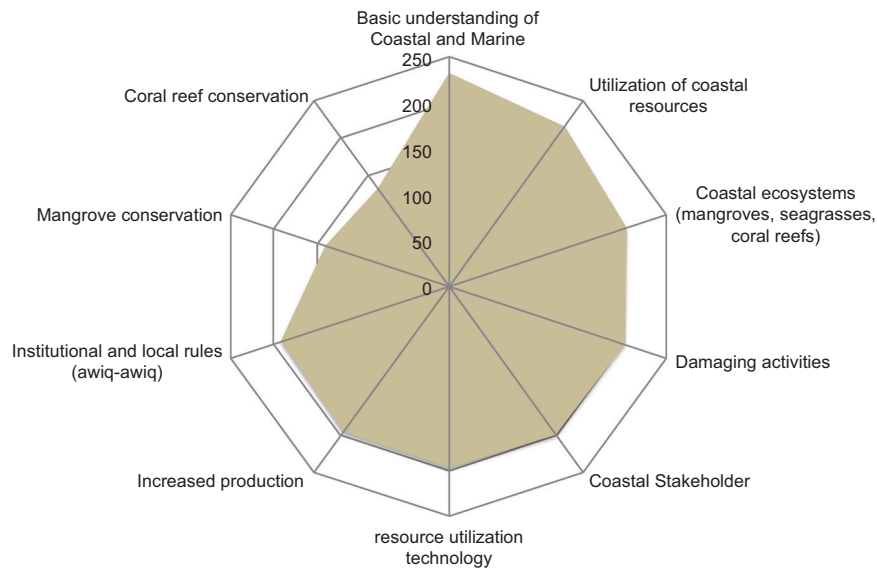 Basic understanding of
Coastal and Marine
250
200
150
100
50
0
Utilization of coastal
resources
Coastal ecosystems
(mangroves, seagrasses,
coral reefs)
Damaging activities
Coastal Stakeholder
resource utilization
technology
Increased production
Institutional and local rules
(awiq-awiq)
Mangrove conservation
Coral reef conservation